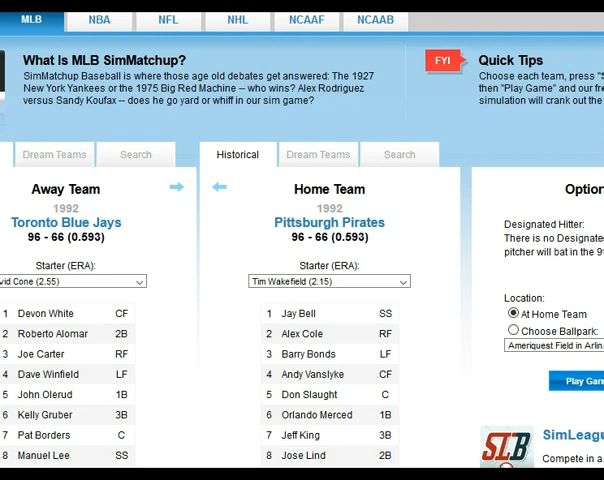 MLB NBA NFL NHL NCAAF NCAAB
What Is MLB SimMatchup?
SimMatchup Baseball is where those age old debates get answered: The 1927
New York Yankees or the 1975 Big Red Machine -- who wins? Alex Rodriguez
versus Sandy Koufax -- does he go yard or whiff in our sim game?
FYI
Quick Tips
Choose each team, press "S
then "Play Game" and our fre
simulation will crank out the
Dream Teams Search
Away Team
1992
Toronto Blue Jays
96 - 66 (0.593)
Starter (ERA):
vid Cone (2.55)
1 Devon White CF
2 Roberto Alomar 2B
3 Joe Carter RF
4 Dave Winfield LF
5 John Olerud 1B
6 Kelly Gruber 3B
7 Pat Borders C
8 Manuel Lee SS
Historical Dream Teams Search
Home Team
1992
Pittsburgh Pirates
96 - 66 (0.593)
Starter (ERA):
Tim Wakefield (2.15)
1 Jay Bell SS
2 Alex Cole RF
3 Barry Bonds LF
4 Andy Vanslyke CF
5 Don Slaught C
6 Orlando Merced 1B
7 Jeff King 3B
8 Jose Lind 2B
Option
Designated Hitter:
There is no Designate
pitcher will bat in the 9
Location:
At Home Team
Choose Ballpark:
Ameriquest Field in Arlin
Play Gam
SLB
SimLeagu
Compete in a